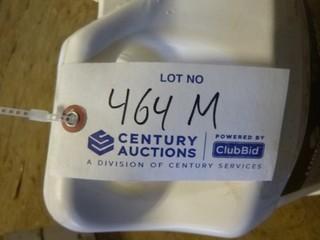 LOT NO
464 M
CENTURY AUCTIONS
POWERED BY
ClubBid
A DIVISION OF CENTURY SERVICES